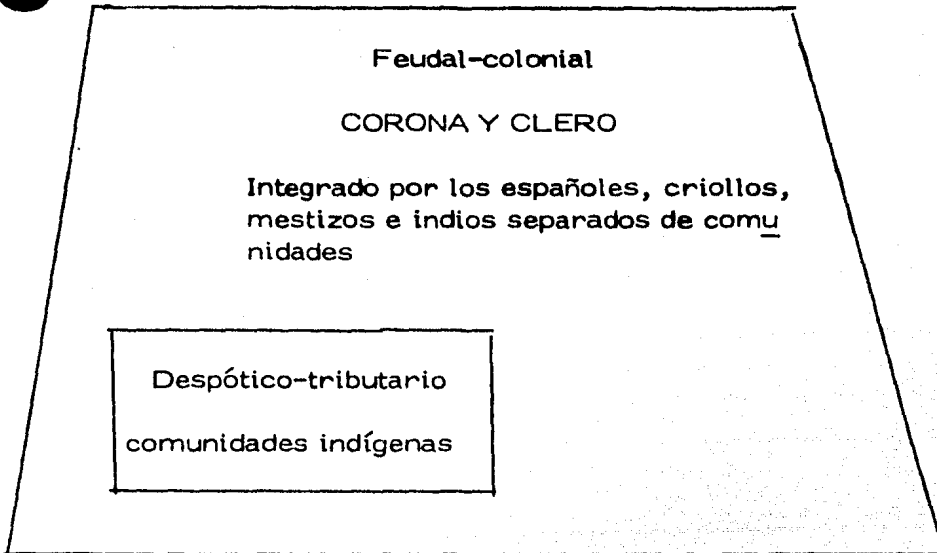 Feudal-colonial
CORONA Y CLERO
Integrado por los españoles, criollos,
mestizos e indios separados de comu
nidades
Despótico-tributario
comunidades indígenas